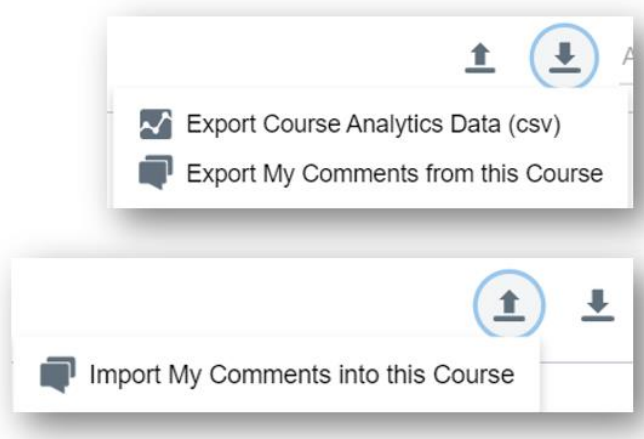 Export Course Analytics Data (csv)
Export My Comments from this Course
Import My Comments into this Course